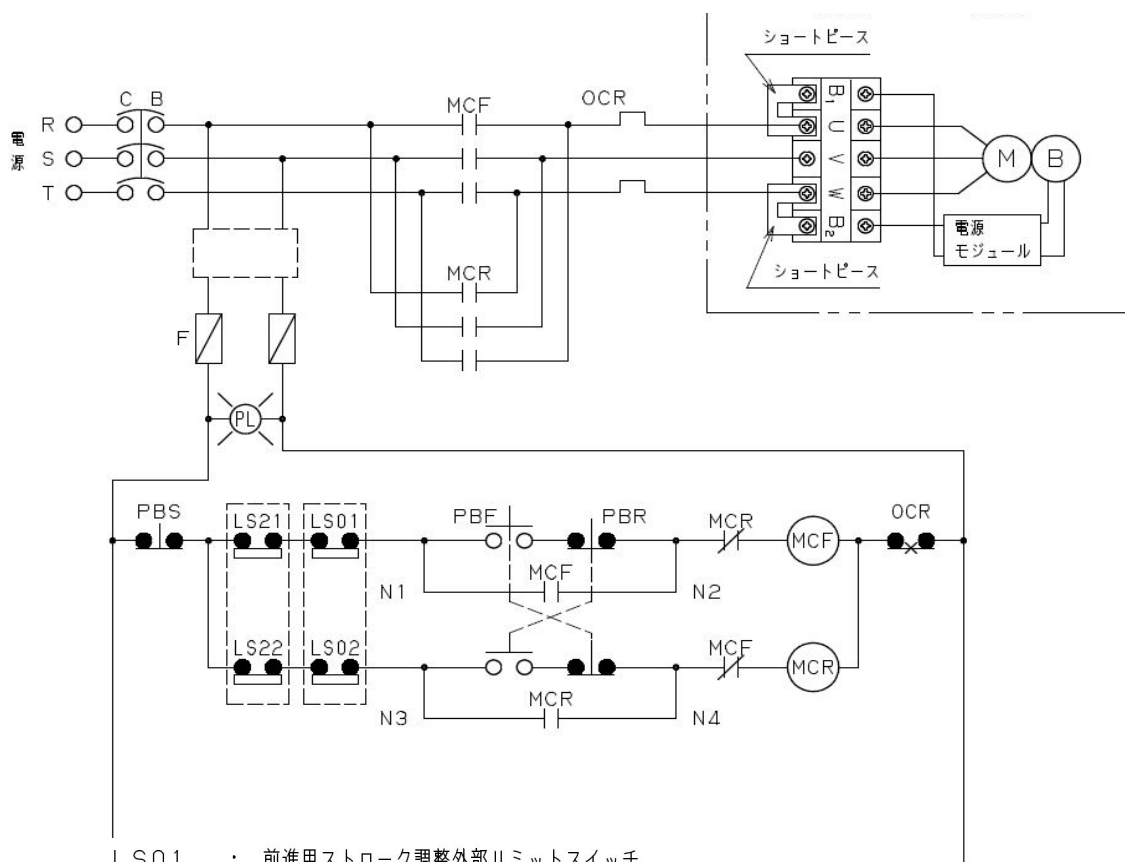 ショートピース
C B
MCF
OCR
電源
R
S
T
B1
U
V
W
B2
M
B
電源
モジュール
ショートピース
MCR
F
PL
PBS
LS21
LS01
PBF
PBR
MCR
MCF
OCR
N1
MCF
N2
LS22
LS02
MCF
MCR
N3
MCR
N4
LS01 : 前進用ストローク調整外部リミットスイッチ